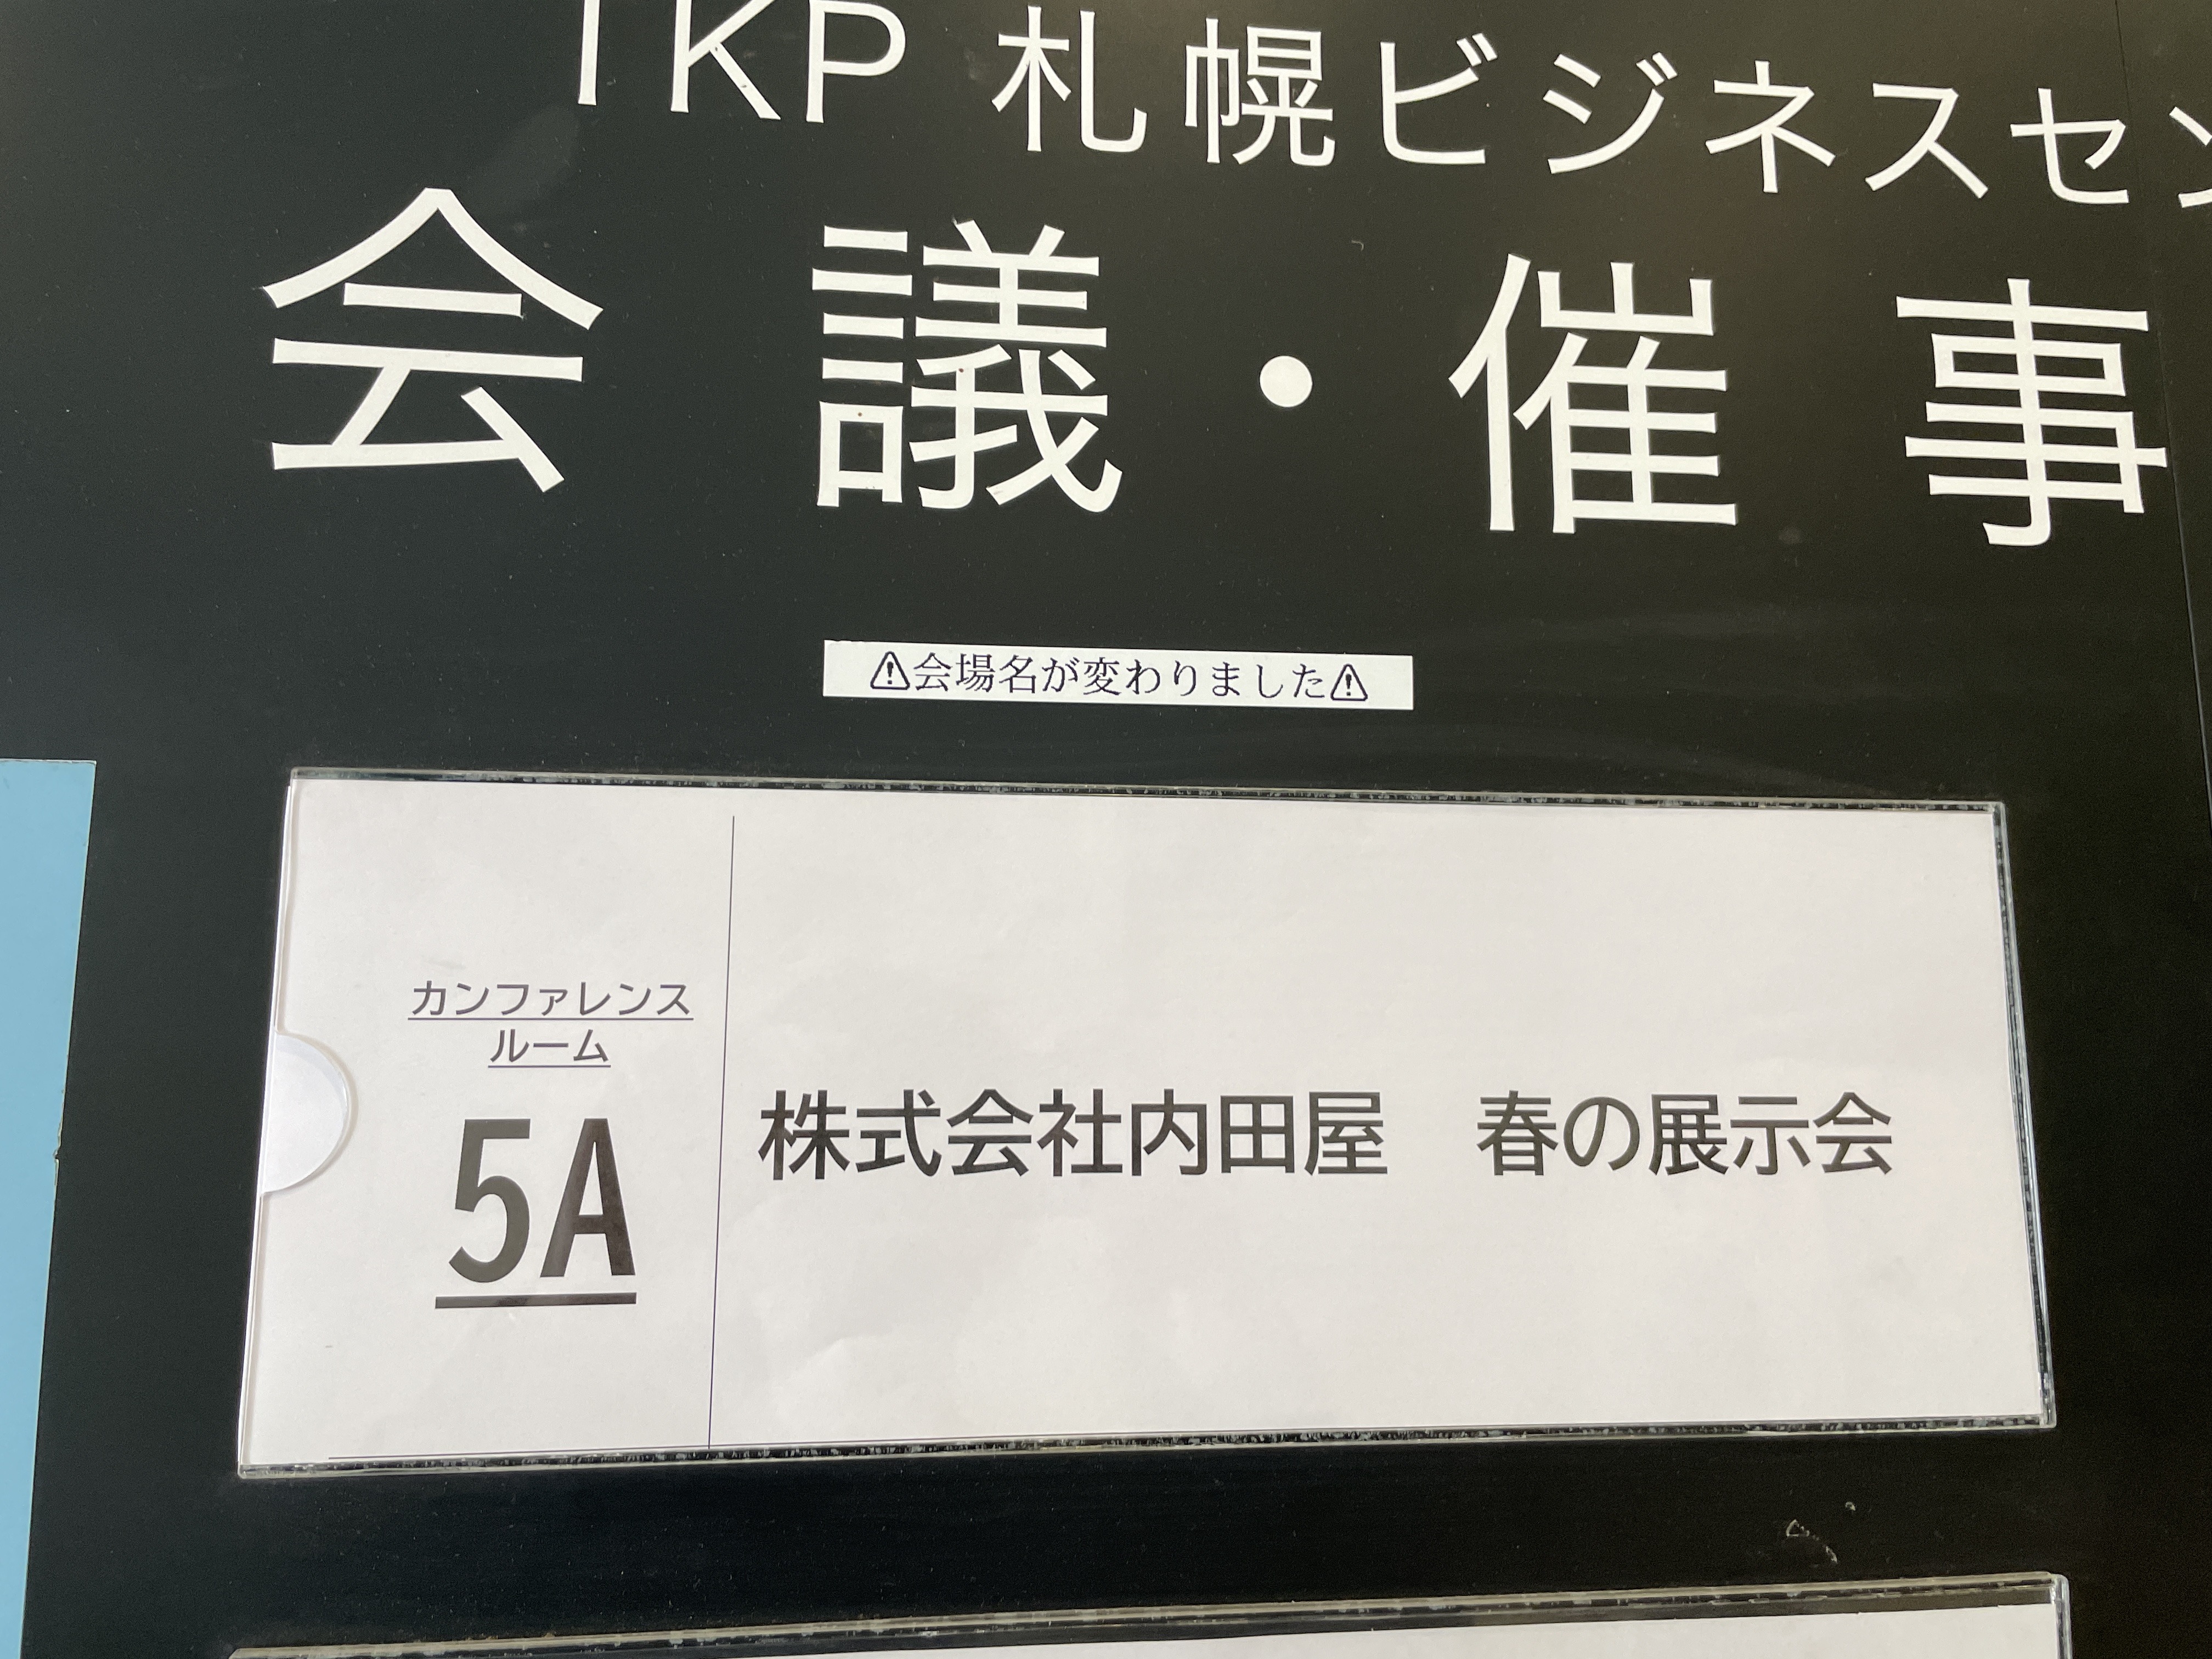 TKP 札幌ビジネスセン
会議・催事
⚠会場名が変わりました⚠
カンファレンス
ルーム
5A
株式会社内田屋　春の展示会